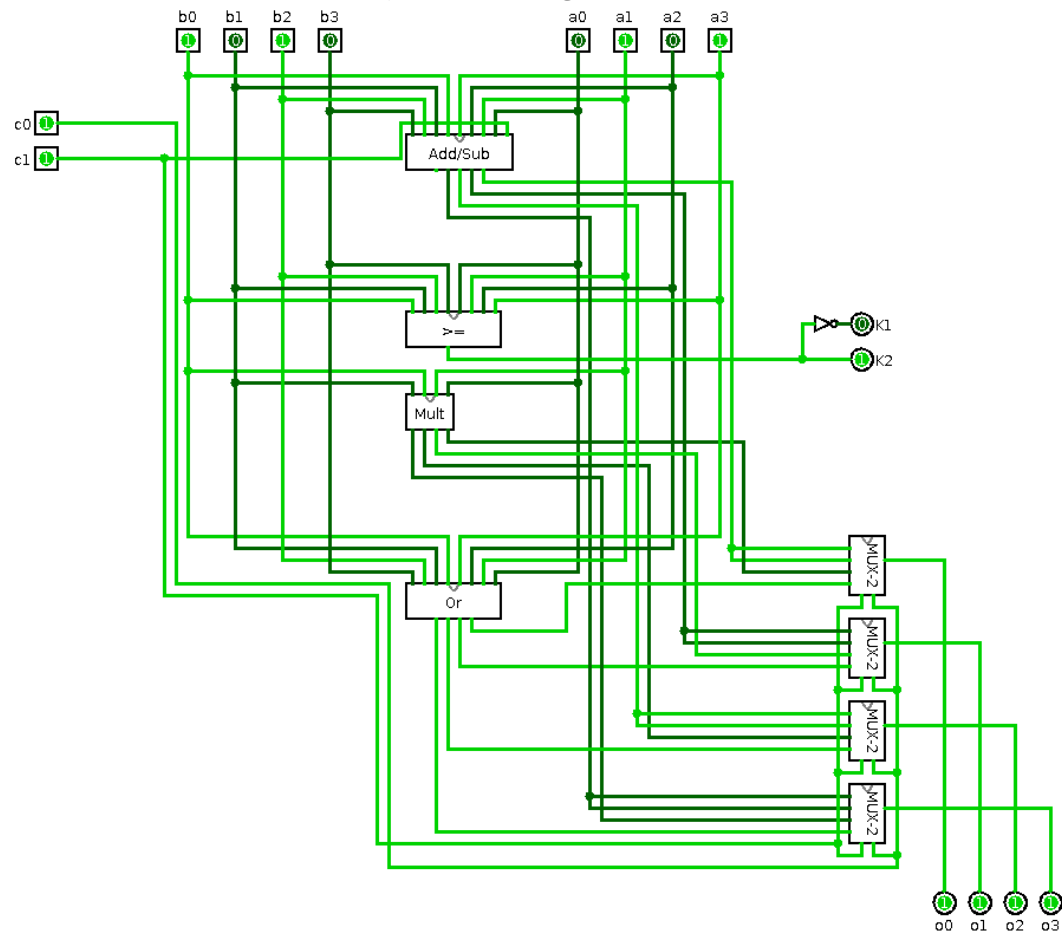 b0 b1 b2 b3 a0 a1 a2 a3
1 0 1 0 0 1 0 1
c0 1
c1 1
Add/Sub
>=
0 K1
1 K2
Mult
MUX-2
Or
MUX-2
MUX-2
MUX-2
1 1 1 1
o0 o1 o2 o3